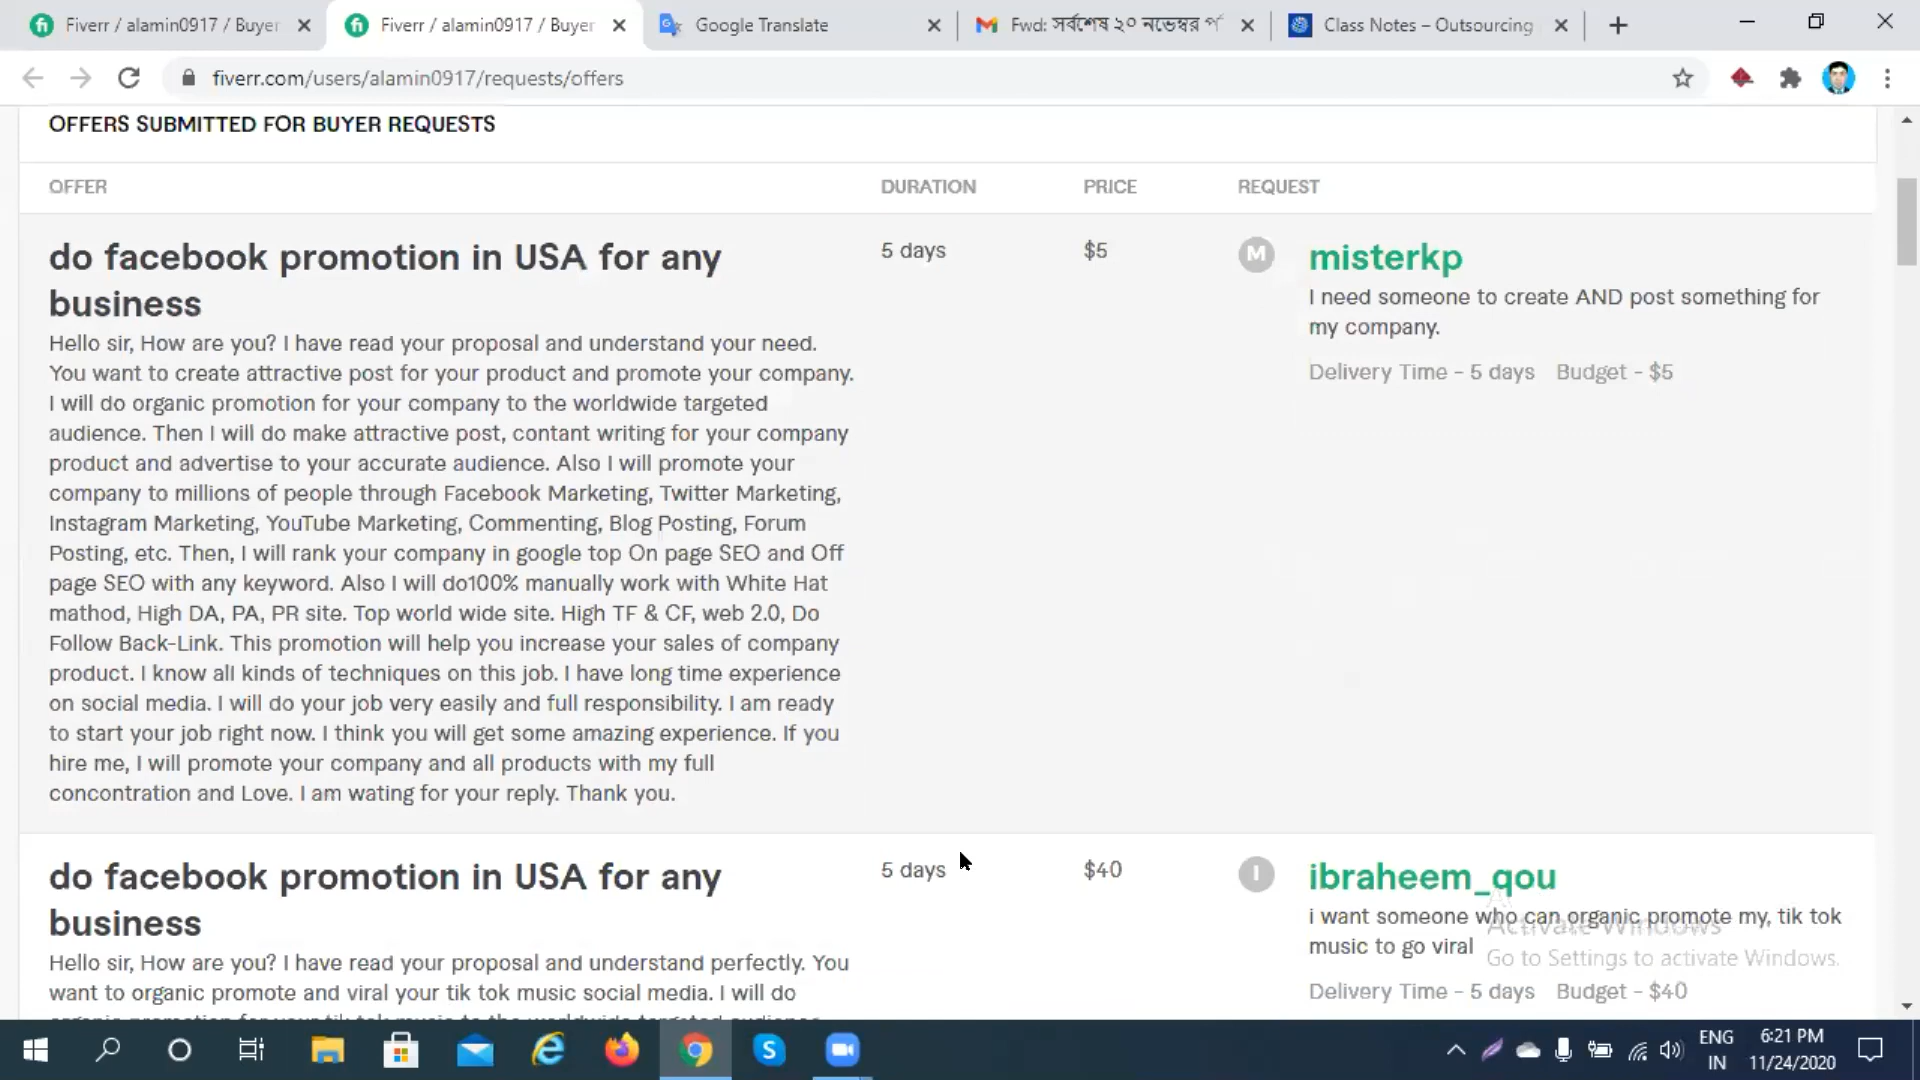 Fiverr / alamin0917 / Buyer
Fiverr / alamin0917 / Buyer
Google Translate
Fwd: সর্বশেষ ২০ নভেম্বর
Class Notes – Outsourcing
fiverr.com/users/alamin0917/requests/offers
OFFERS SUBMITTED FOR BUYER REQUESTS
OFFER DURATION PRICE REQUEST
do facebook promotion in USA for any
business
Hello sir, How are you? I have read your proposal and understand your need.
You want to create attractive post for your product and promote your company.
I will do organic promotion for your company to the worldwide targeted
audience. Then I will do make attractive post, contant writing for your company
product and advertise to your accurate audience. Also I will promote your
company to millions of people through Facebook Marketing, Twitter Marketing,
Instagram Marketing, YouTube Marketing, Commenting, Blog Posting, Forum
Posting, etc. Then, I will rank your company in google top On page SEO and Off
page SEO with any keyword. Also I will do100% manually work with White Hat
mathod, High DA, PA, PR site. Top world wide site. High TF & CF, web 2.0, Do
Follow Back-Link. This promotion will help you increase your sales of company
product. I know all kinds of techniques on this job. I have long time experience
on social media. I will do your job very easily and full responsibility. I am ready
to start your job right now. I think you will get some amazing experience. If you
hire me, I will promote your company and all products with my full
concontration and Love. I am wating for your reply. Thank you.
5 days
$5
M
misterkp
I need someone to create AND post something for
my company.
Delivery Time - 5 days Budget - $5
do facebook promotion in USA for any
business
Hello sir, How are you? I have read your proposal and understand perfectly. You
want to organic promote and viral your tik tok music social media. I will do
5 days
$40
I
ibraheem_qou
i want someone who can organic promote my, tik tok
music to go viral
Delivery Time - 5 days Budget - $40
Activate Windows
Go to Settings to activate Windows.
ENG
IN
6:21 PM
11/24/2020